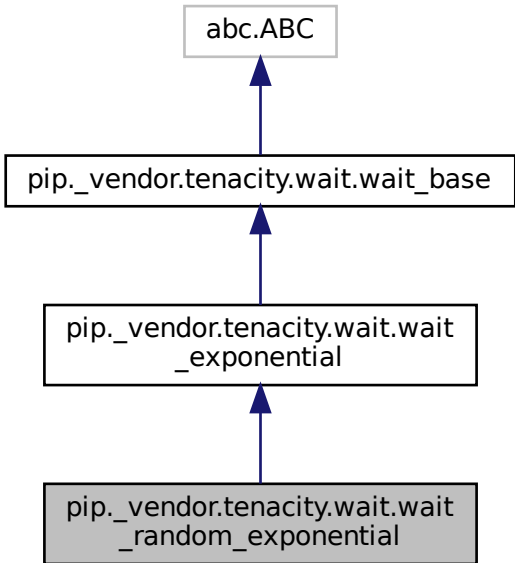 abc.ABC
pip._vendor.tenacity.wait.wait_base
pip._vendor.tenacity.wait.wait
_exponential
pip._vendor.tenacity.wait.wait
_random_exponential